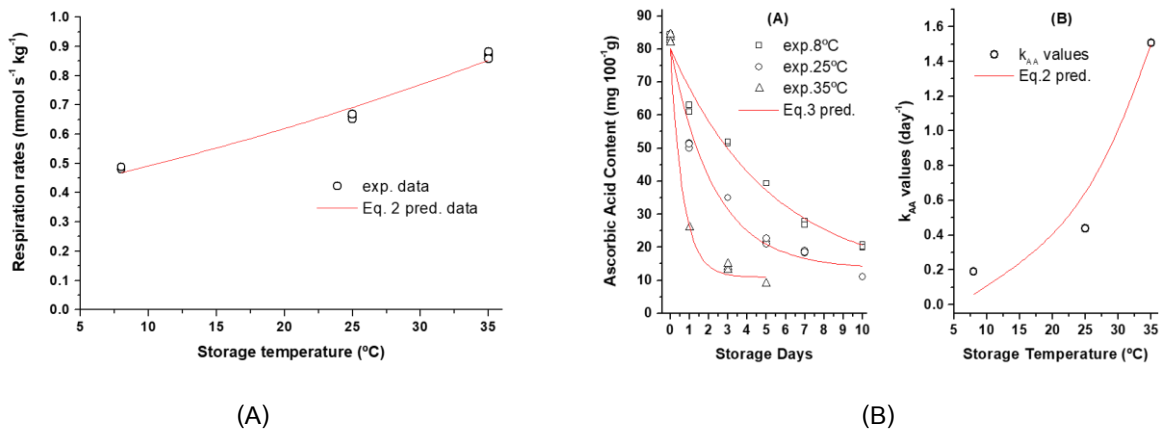 1.0
0.9
0.8
0.7
0.6
0.5
0.4
0.3
0.2
0.1
0.0
Respiration rates (mmol s⁻¹ kg⁻¹)
exp. data
Eq. 2 pred. data
5 10 15 20 25 30 35
Storage temperature (ºC)
(A)
(A)
90
80
70
60
50
40
30
20
10
0
Ascorbic Acid Content (mg 100⁻¹g)
exp.8ºC
exp.25ºC
exp.35ºC
Eq.3 pred.
0 1 2 3 4 5 6 7 8 9 10
Storage Days
(B)
1.6
1.4
1.2
1.0
0.8
0.6
0.4
0.2
0.0
k_AA values (day⁻¹)
k_AA values
Eq.2 pred.
5 10 15 20 25 30 35
Storage Temperature (ºC)
(B)